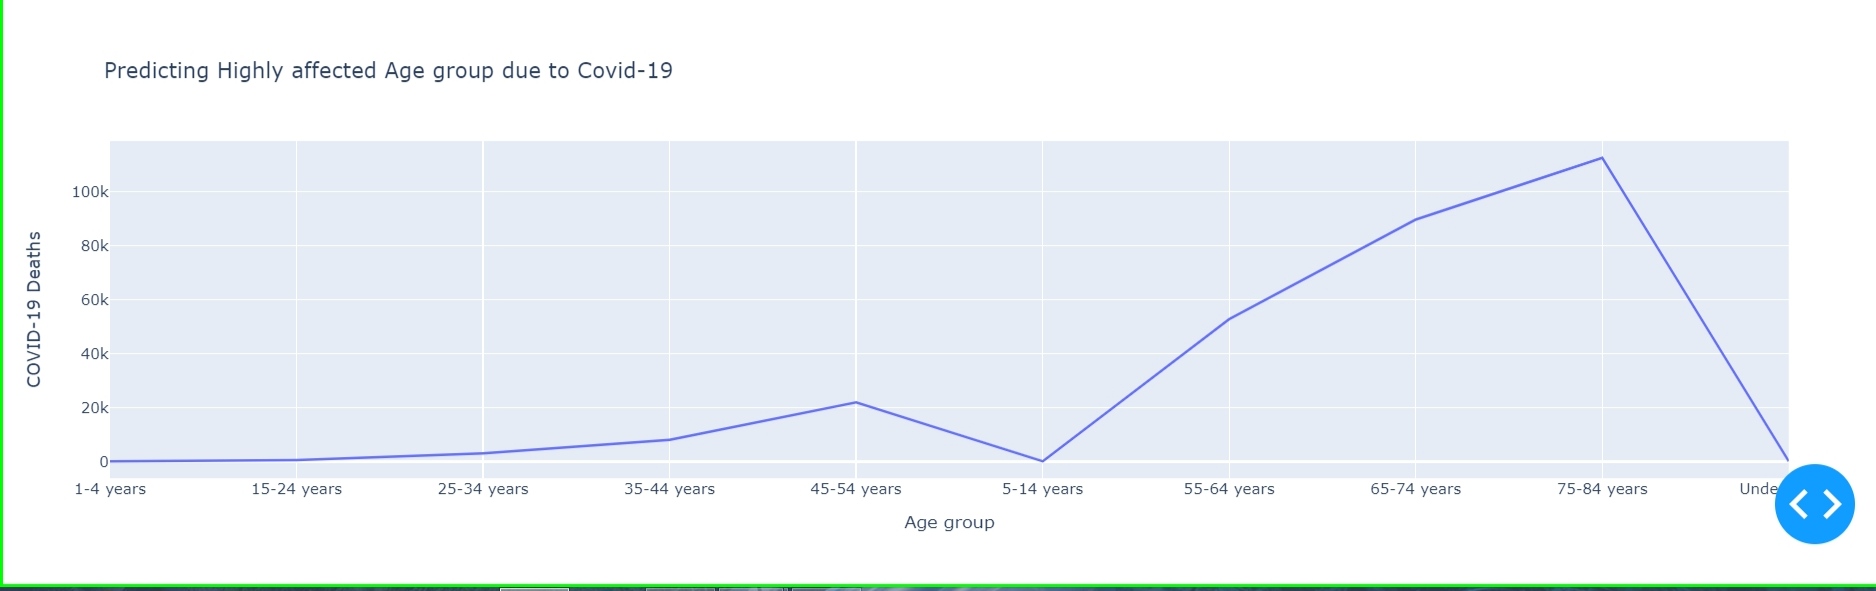 Predicting Highly affected Age group due to Covid-19
COVID-19 Deaths
100k
80k
60k
40k
20k
0
1-4 years 15-24 years 25-34 years 35-44 years 45-54 years 5-14 years 55-64 years 65-74 years 75-84 years
Age group